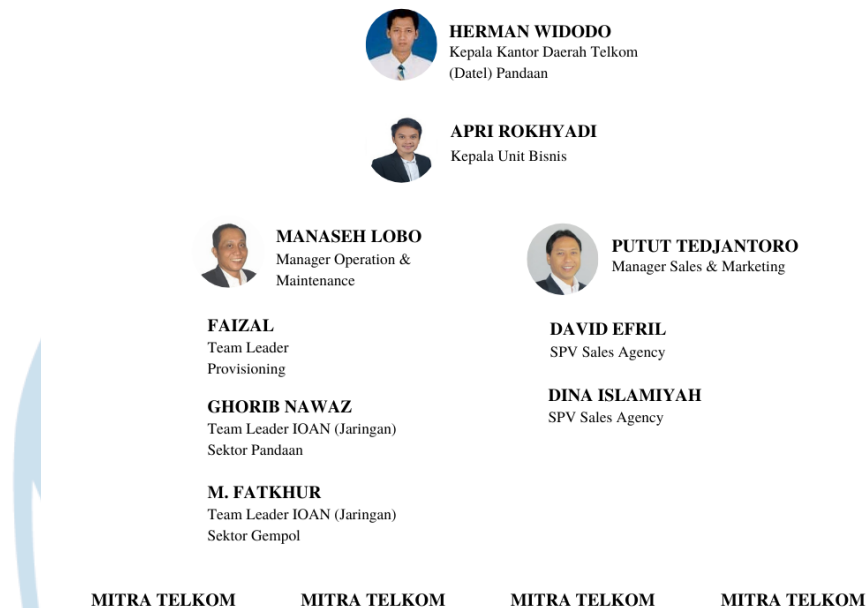 HERMAN WIDODO
Kepala Kantor Daerah Telkom
(Datel) Pandaan
APRI ROKHYADI
Kepala Unit Bisnis
MANASEH LOBO
Manager Operation &
Maintenance
PUTUT TEDJANTORO
Manager Sales & Marketing
FAIZAL
Team Leader
Provisioning
GHORIB NAWAZ
Team Leader IOAN (Jaringan)
Sektor Pandaan
M. FATKHUR
Team Leader IOAN (Jaringan)
Sektor Gempol
DAVID EFRIL
SPV Sales Agency
DINA ISLAMIYAH
SPV Sales Agency
MITRA TELKOM
MITRA TELKOM
MITRA TELKOM
MITRA TELKOM